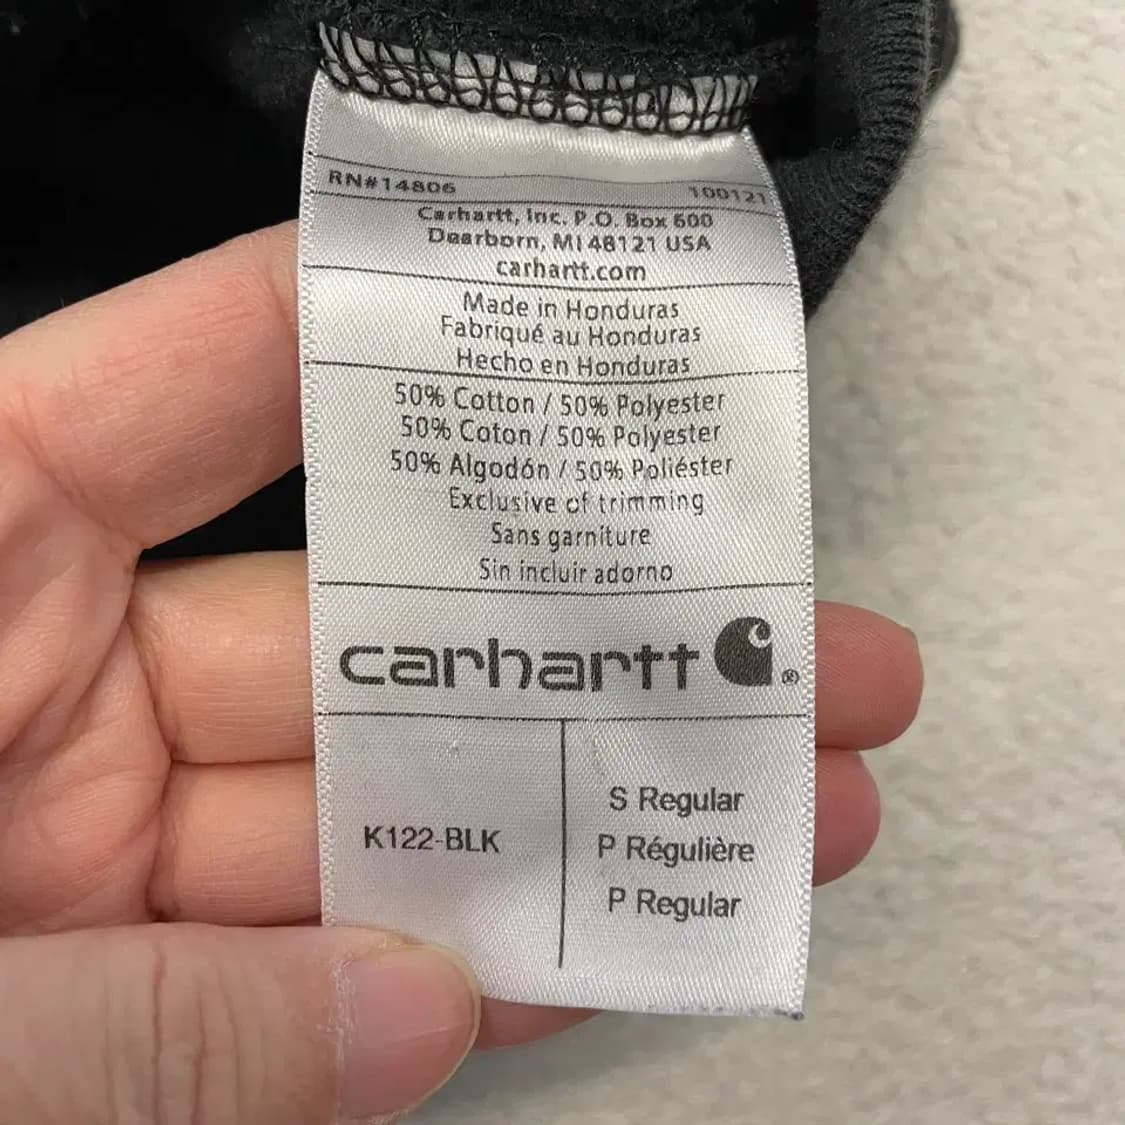 RN#14806 100121
Carhartt, Inc. P.O. Box 600
Dearborn, MI 48121 USA
carhartt.com
Made in Honduras
Fabriqué au Honduras
Hecho en Honduras
50% Cotton / 50% Polyester
50% Coton / 50% Polyester
50% Algodón / 50% Poliéster
Exclusive of trimming
Sans garniture
Sin incluir adorno
carhartt ®
K122-BLK
S Regular
P Régulière
P Regular